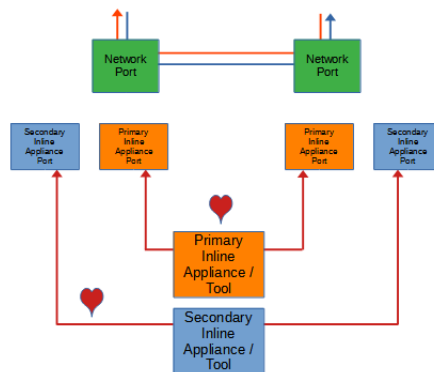 Network
Port
Network
Port
Secondary
Inline
Appliance
Port
Primary
Inline
Appliance
Port
Primary
Inline
Appliance
Port
Secondary
Inline
Appliance
Port
Primary
Inline
Appliance /
Tool
Secondary
Inline
Appliance /
Tool